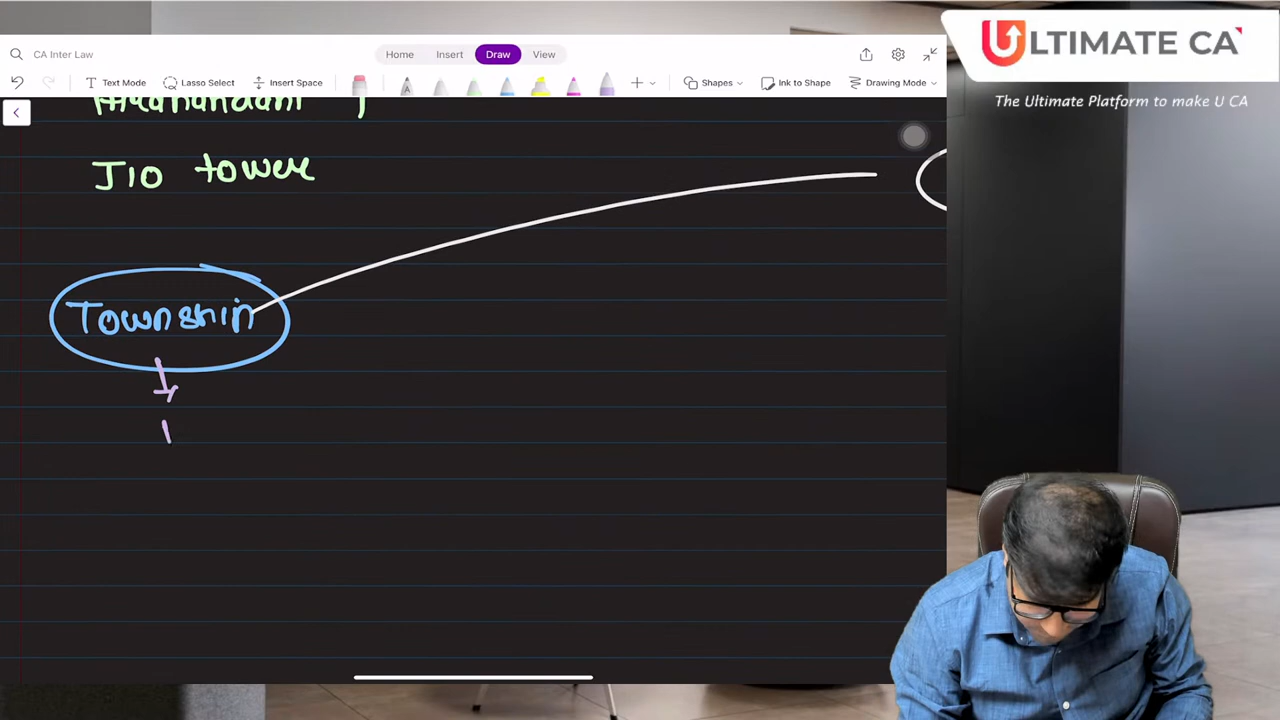 ULTIMATE CA
The Ultimate Platform to make U CA
CA Inter Law
Home Insert Draw View
Text Mode Lasso Select Insert Space Shapes Ink to Shape Drawing Mode
JIO tower
Township